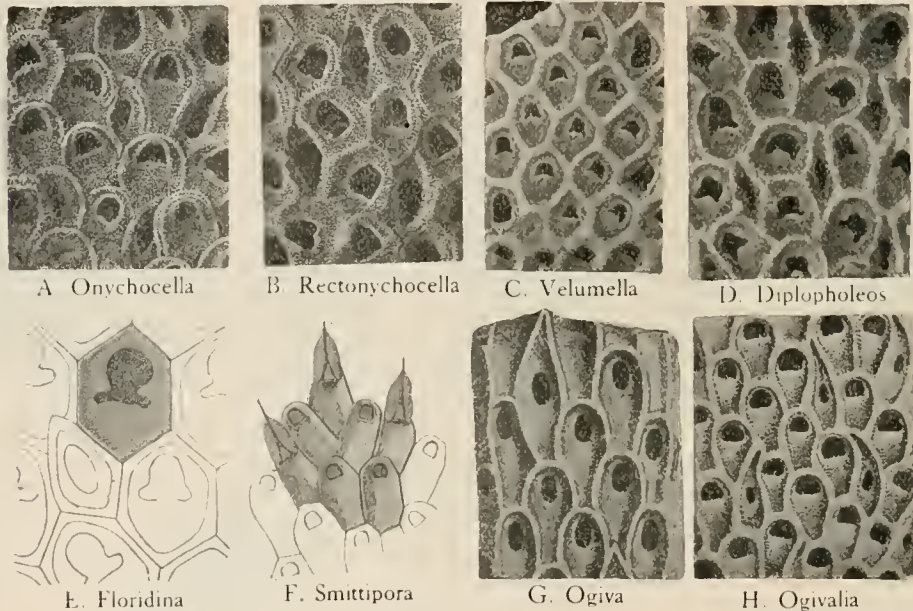 A. Onychocella
B. Rectonychocella
C. Velumella
D. Diplopholeos
E. Floridina
F. Smittipora
G. Ogiva
H. Ogivalia